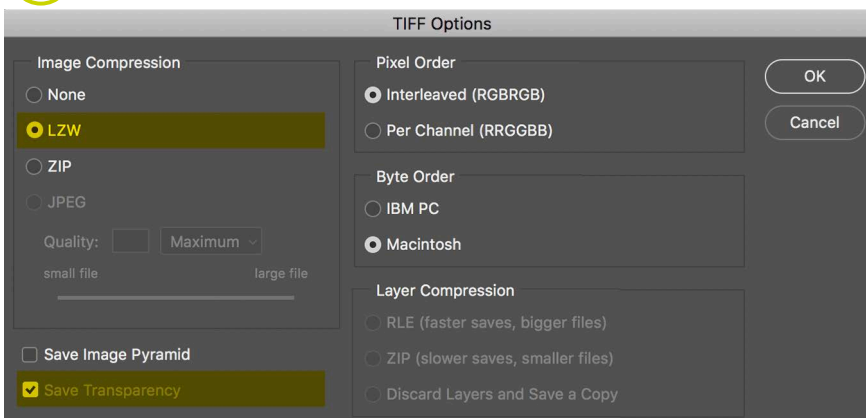 TIFF Options
Image Compression
None
LZW
ZIP
JPEG
Quality:
Maximum
small file
large file
Save Image Pyramid
Save Transparency
Pixel Order
Interleaved (RGBRGB)
Per Channel (RRGGBB)
Byte Order
IBM PC
Macintosh
Layer Compression
RLE (faster saves, bigger files)
ZIP (slower saves, smaller files)
Discard Layers and Save a Copy
OK
Cancel